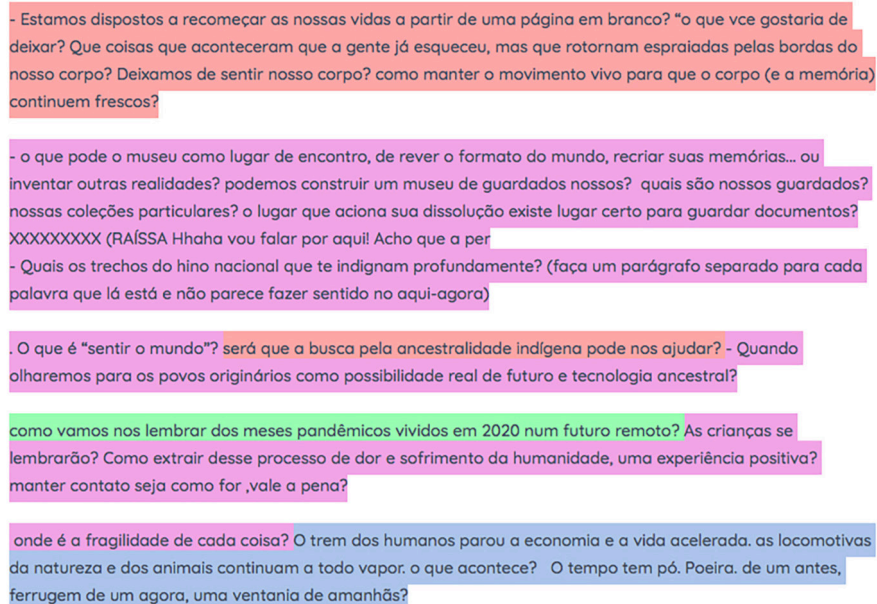 - Estamos dispostos a recomeçar as nossas vidas a partir de uma página em branco? “o que vce gostaria de
deixar? Que coisas que aconteceram que a gente já esqueceu, mas que rotornam espraiadas pelas bordas do
nosso corpo? Deixamos de sentir nosso corpo? como manter o movimento vivo para que o corpo (e a memória)
continuem frescos?
- o que pode o museu como lugar de encontro, de rever o formato do mundo, recriar suas memórias... ou
inventar outras realidades? podemos construir um museu de guardados nossos?  quais são nossos guardados?
nossas coleções particulares? o lugar que aciona sua dissolução existe lugar certo para guardar documentos?
XXXXXXXXX (RAÍSSA Hhaha vou falar por aqui! Acho que a per
- Quais os trechos do hino nacional que te indignam profundamente? (faça um parágrafo separado para cada
palavra que lá está e não parece fazer sentido no aqui-agora)
. O que é “sentir o mundo”? será que a busca pela ancestralidade indígena pode nos ajudar? - Quando
olharemos para os povos originários como possibilidade real de futuro e tecnologia ancestral?
como vamos nos lembrar dos meses pandêmicos vividos em 2020 num futuro remoto? As crianças se
lembrarão? Como extrair desse processo de dor e sofrimento da humanidade, uma experiência positiva?
manter contato seja como for ,vale a pena?
onde é a fragilidade de cada coisa? O trem dos humanos parou a economia e a vida acelerada. as locomotivas
da natureza e dos animais continuam a todo vapor. o que acontece?   O tempo tem pó. Poeira. de um antes,
ferrugem de um agora, uma ventania de amanhãs?